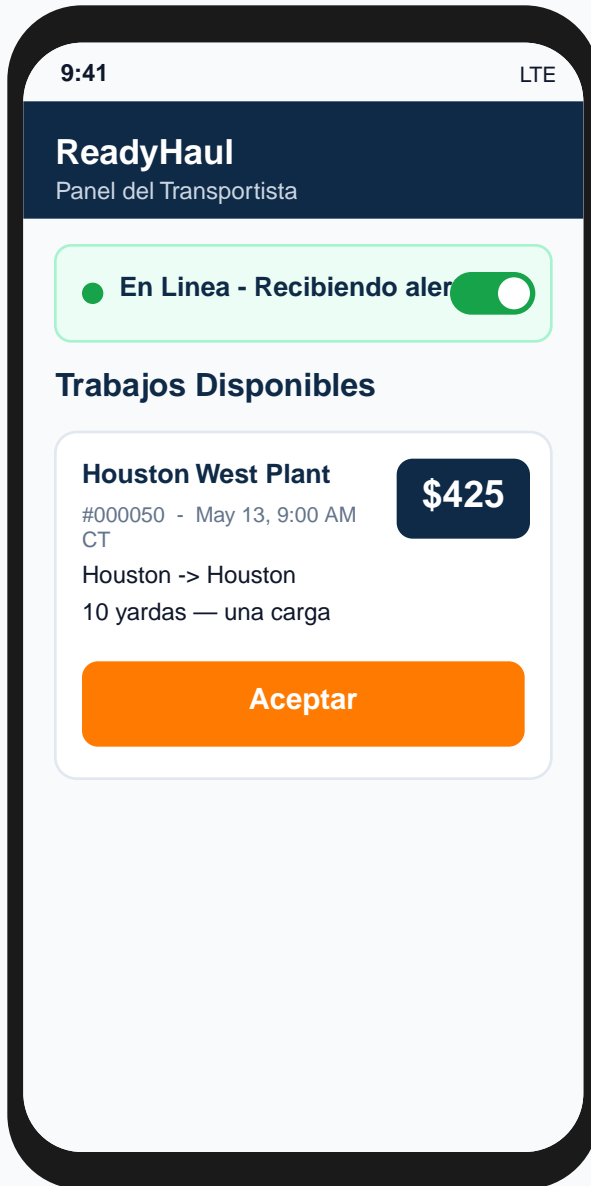 9:41 LTE
ReadyHaul
Panel del Transportista
En Linea - Recibiendo aler
Trabajos Disponibles
Houston West Plant
$425
#000050 - May 13, 9:00 AM
CT
Houston -> Houston
10 yardas — una carga
Aceptar